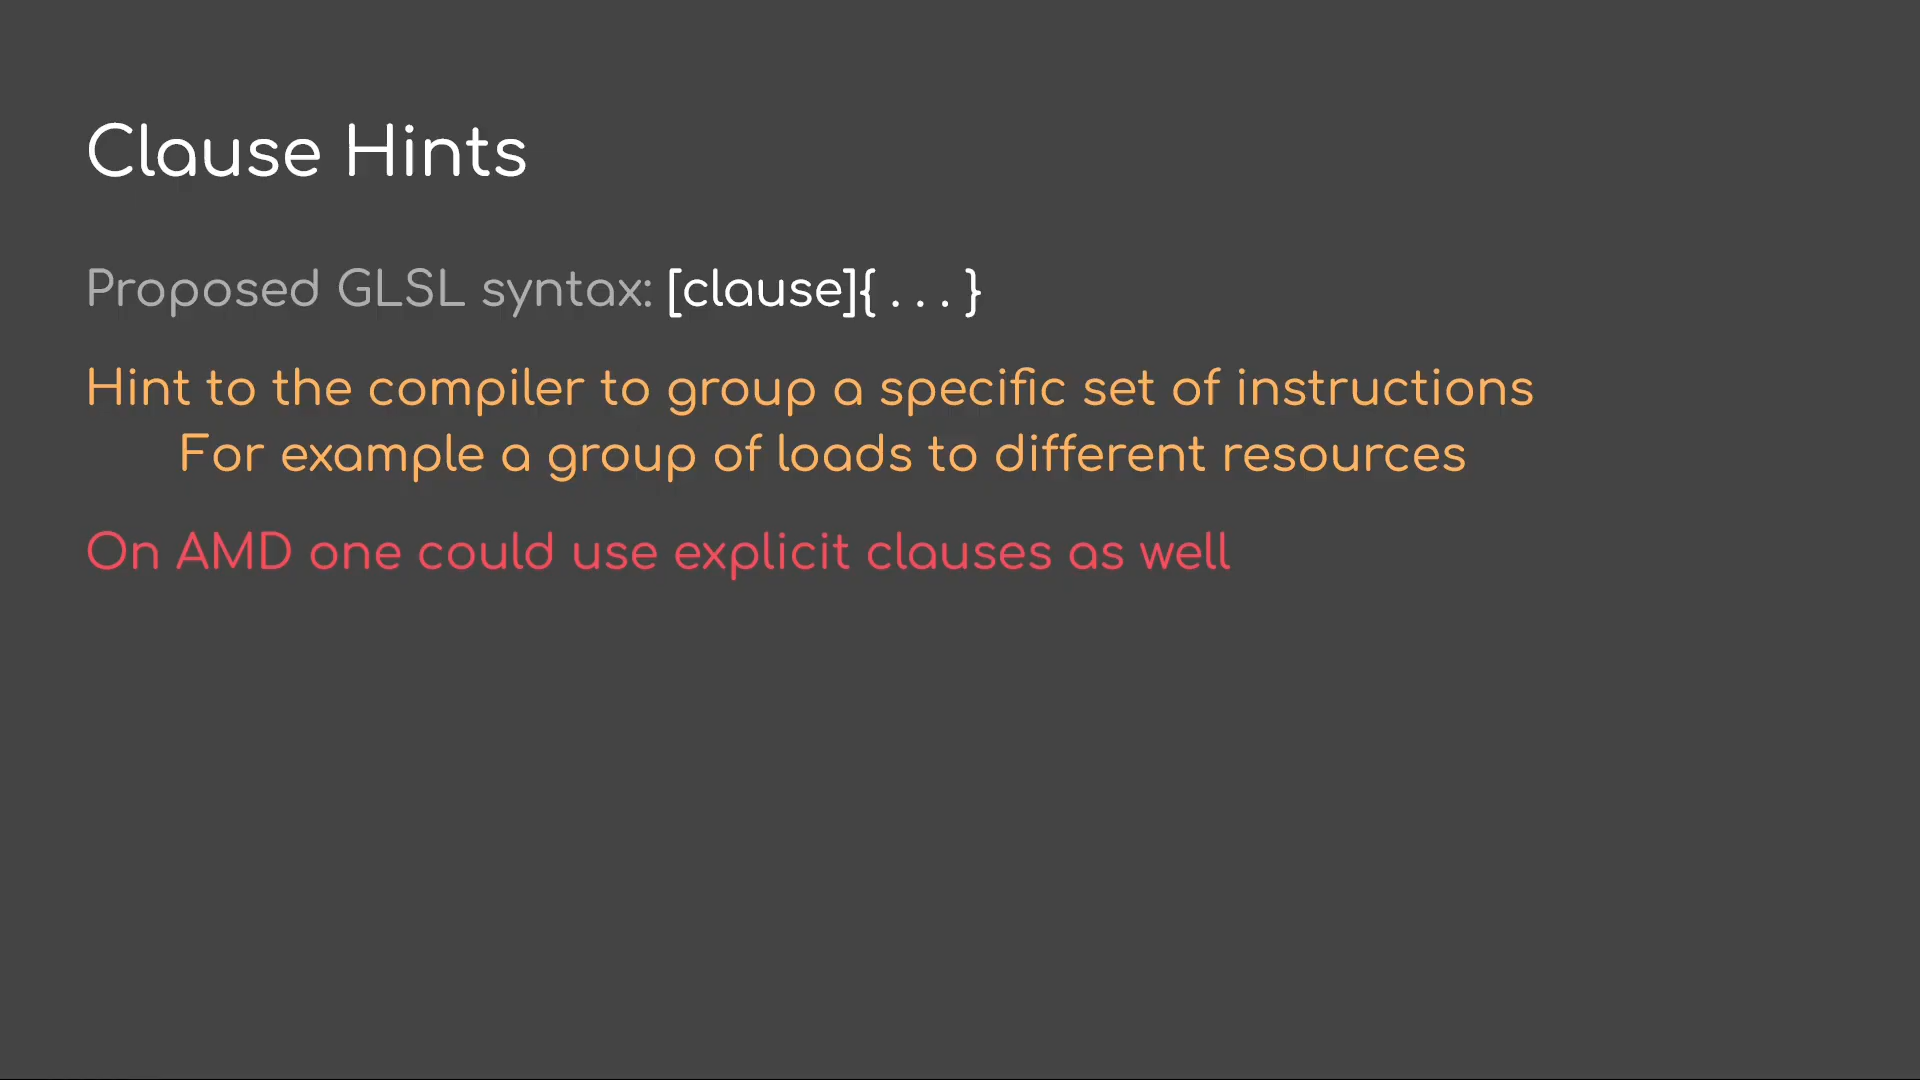 Clause Hints
Proposed GLSL syntax: [clause]{ . . . }
Hint to the compiler to group a specific set of instructions
For example a group of loads to different resources
On AMD one could use explicit clauses as well